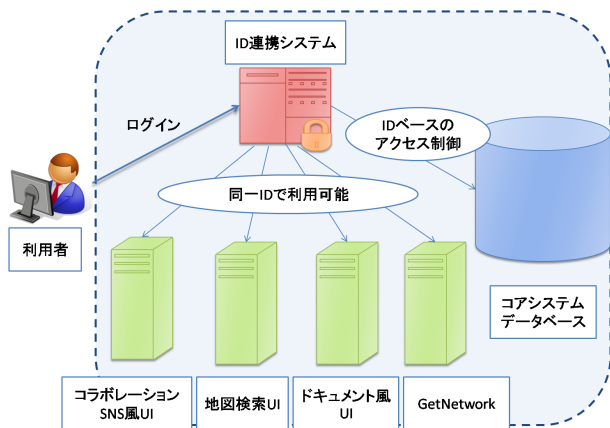 ID連携システム
ログイン
IDベースの
アクセス制御
同一IDで利用可能
利用者
コアシステム
データベース
コラボレーション
SNS風UI
地図検索UI
ドキュメント風
UI
GetNetwork